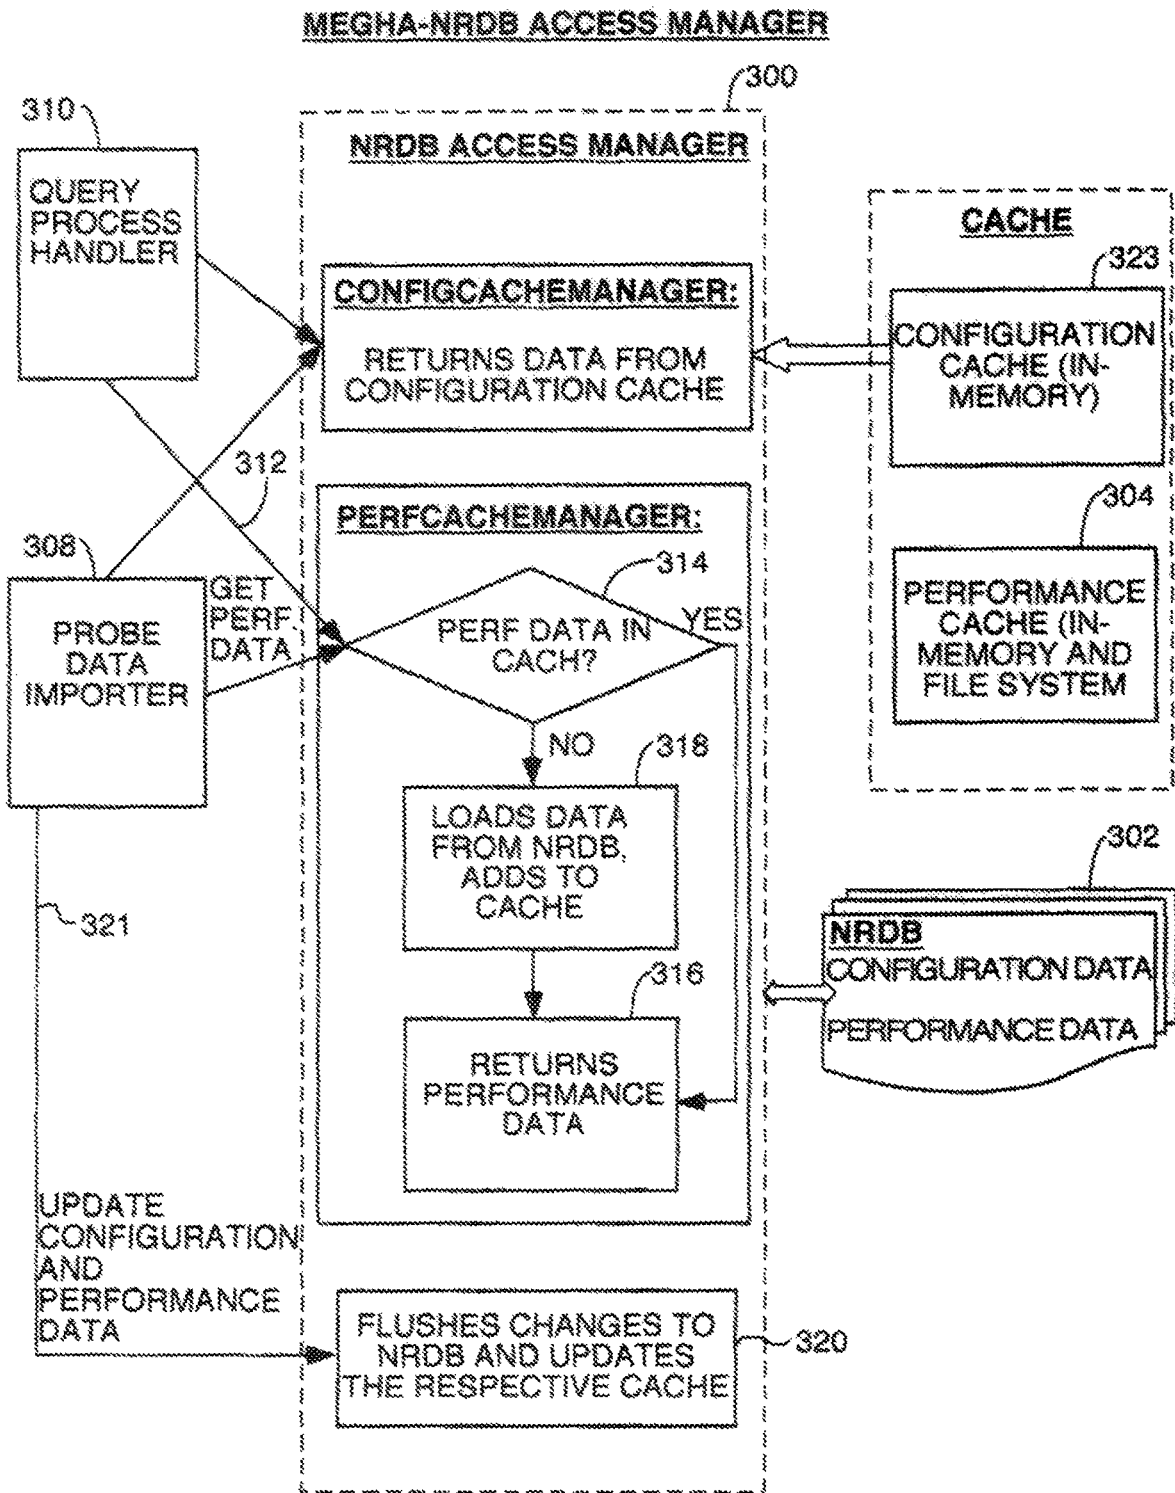 MEGHA-NRDB ACCESS MANAGER
300
310
NRDB ACCESS MANAGER
QUERY
PROCESS
HANDLER
CACHE
323
CONFIGCACHEMANAGER:
RETURNS DATA FROM
CONFIGURATION CACHE
CONFIGURATION
CACHE (IN-
MEMORY)
312
304
PERFCACHEMANAGER:
308
314
GET
PERF.
DATA
PROBE
DATA
IMPORTER
PERF DATA IN
CACH?
YES
PERFORMANCE
CACHE (IN-
MEMORY AND
FILE SYSTEM
NO
318
LOADS DATA
FROM NRDB,
ADDS TO
CACHE
302
321
NRDB
CONFIGURATION DATA
PERFORMANCE DATA
316
RETURNS
PERFORMANCE
DATA
UPDATE
CONFIGURATION
AND
PERFORMANCE
DATA
FLUSHES CHANGES TO
NRDB AND UPDATES
THE RESPECTIVE CACHE
320